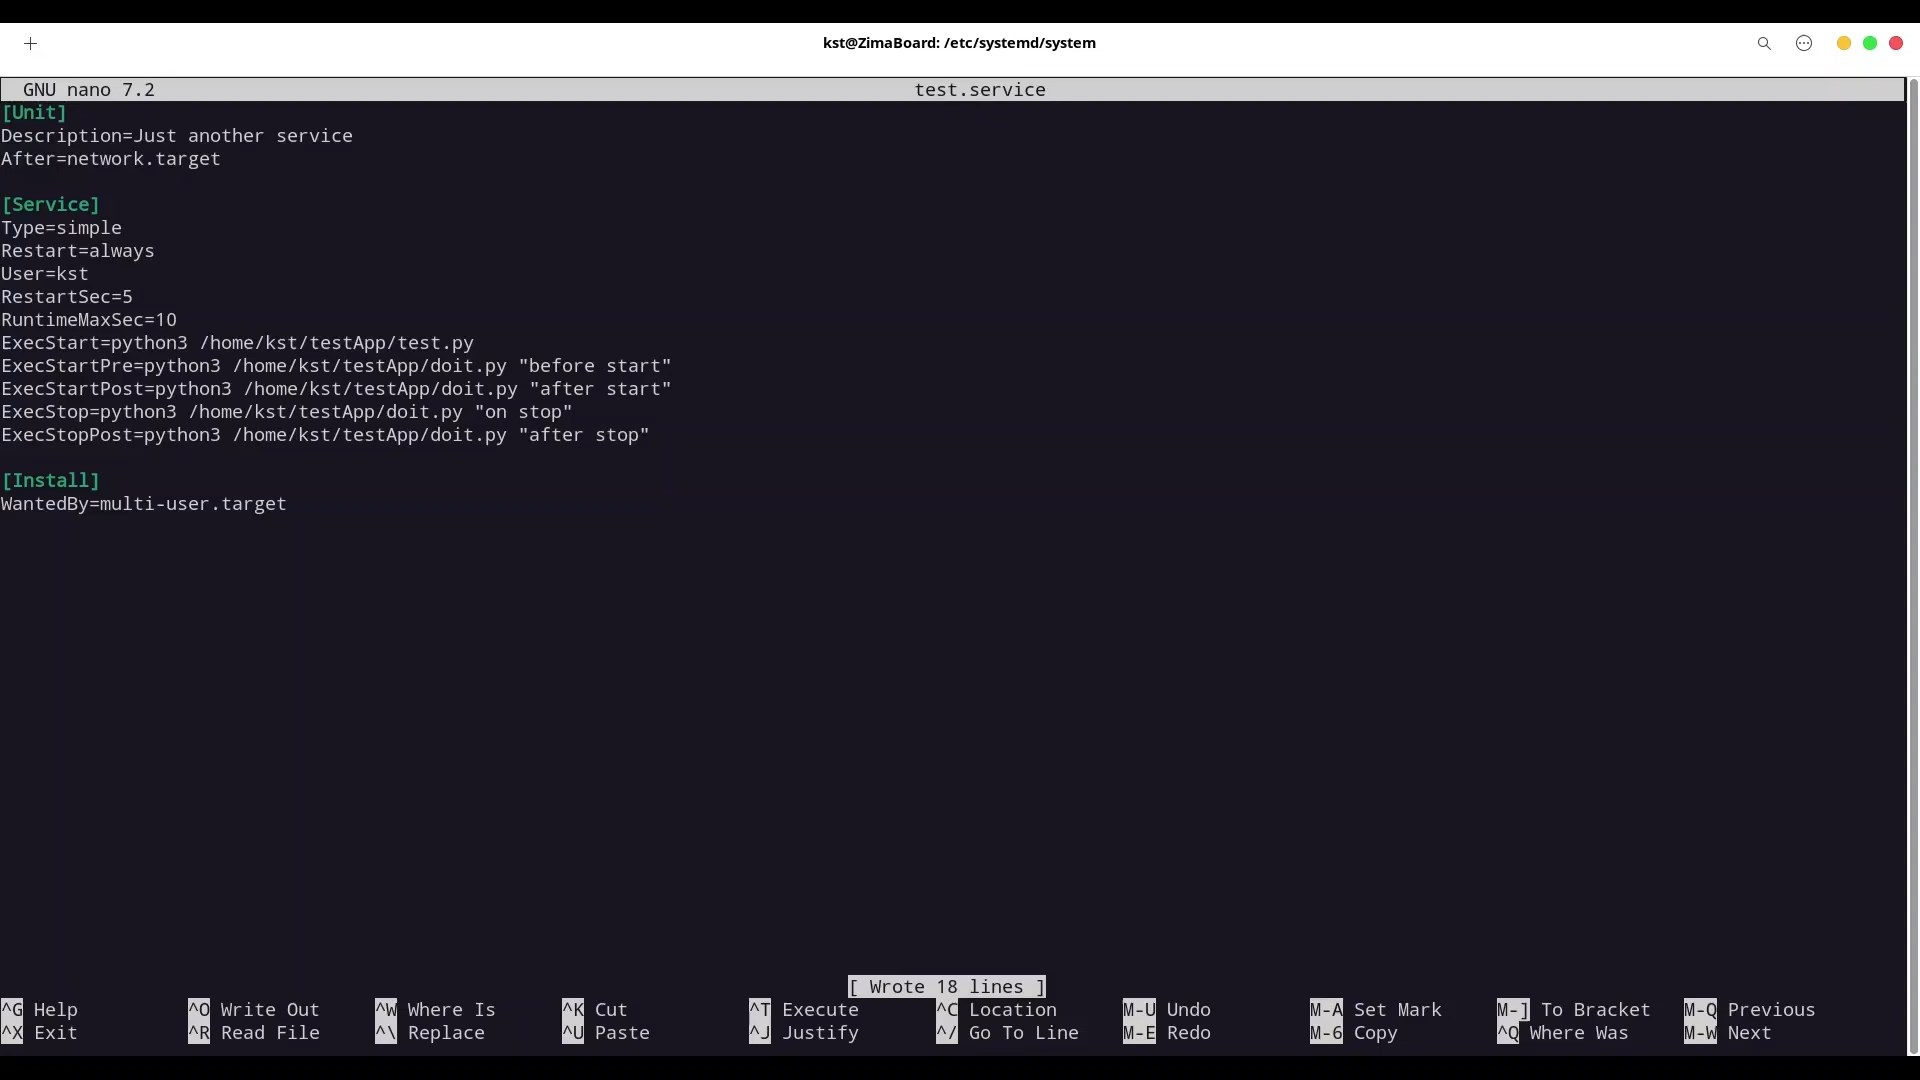 kst@ZimaBoard: /etc/systemd/system
GNU nano 7.2 test.service
[Unit]
Description=Just another service
After=network.target
[Service]
Type=simple
Restart=always
User=kst
RestartSec=5
RuntimeMaxSec=10
ExecStart=python3 /home/kst/testApp/test.py
ExecStartPre=python3 /home/kst/testApp/doit.py "before start"
ExecStartPost=python3 /home/kst/testApp/doit.py "after start"
ExecStop=python3 /home/kst/testApp/doit.py "on stop"
ExecStopPost=python3 /home/kst/testApp/doit.py "after stop"
[Install]
WantedBy=multi-user.target
[ Wrote 18 lines ]
^G Help ^O Write Out ^W Where Is ^K Cut ^T Execute ^C Location M-U Undo M-A Set Mark M-] To Bracket M-Q Previous
^X Exit ^R Read File ^\ Replace ^U Paste ^J Justify ^/ Go To Line M-E Redo M-6 Copy ^Q Where Was M-W Next